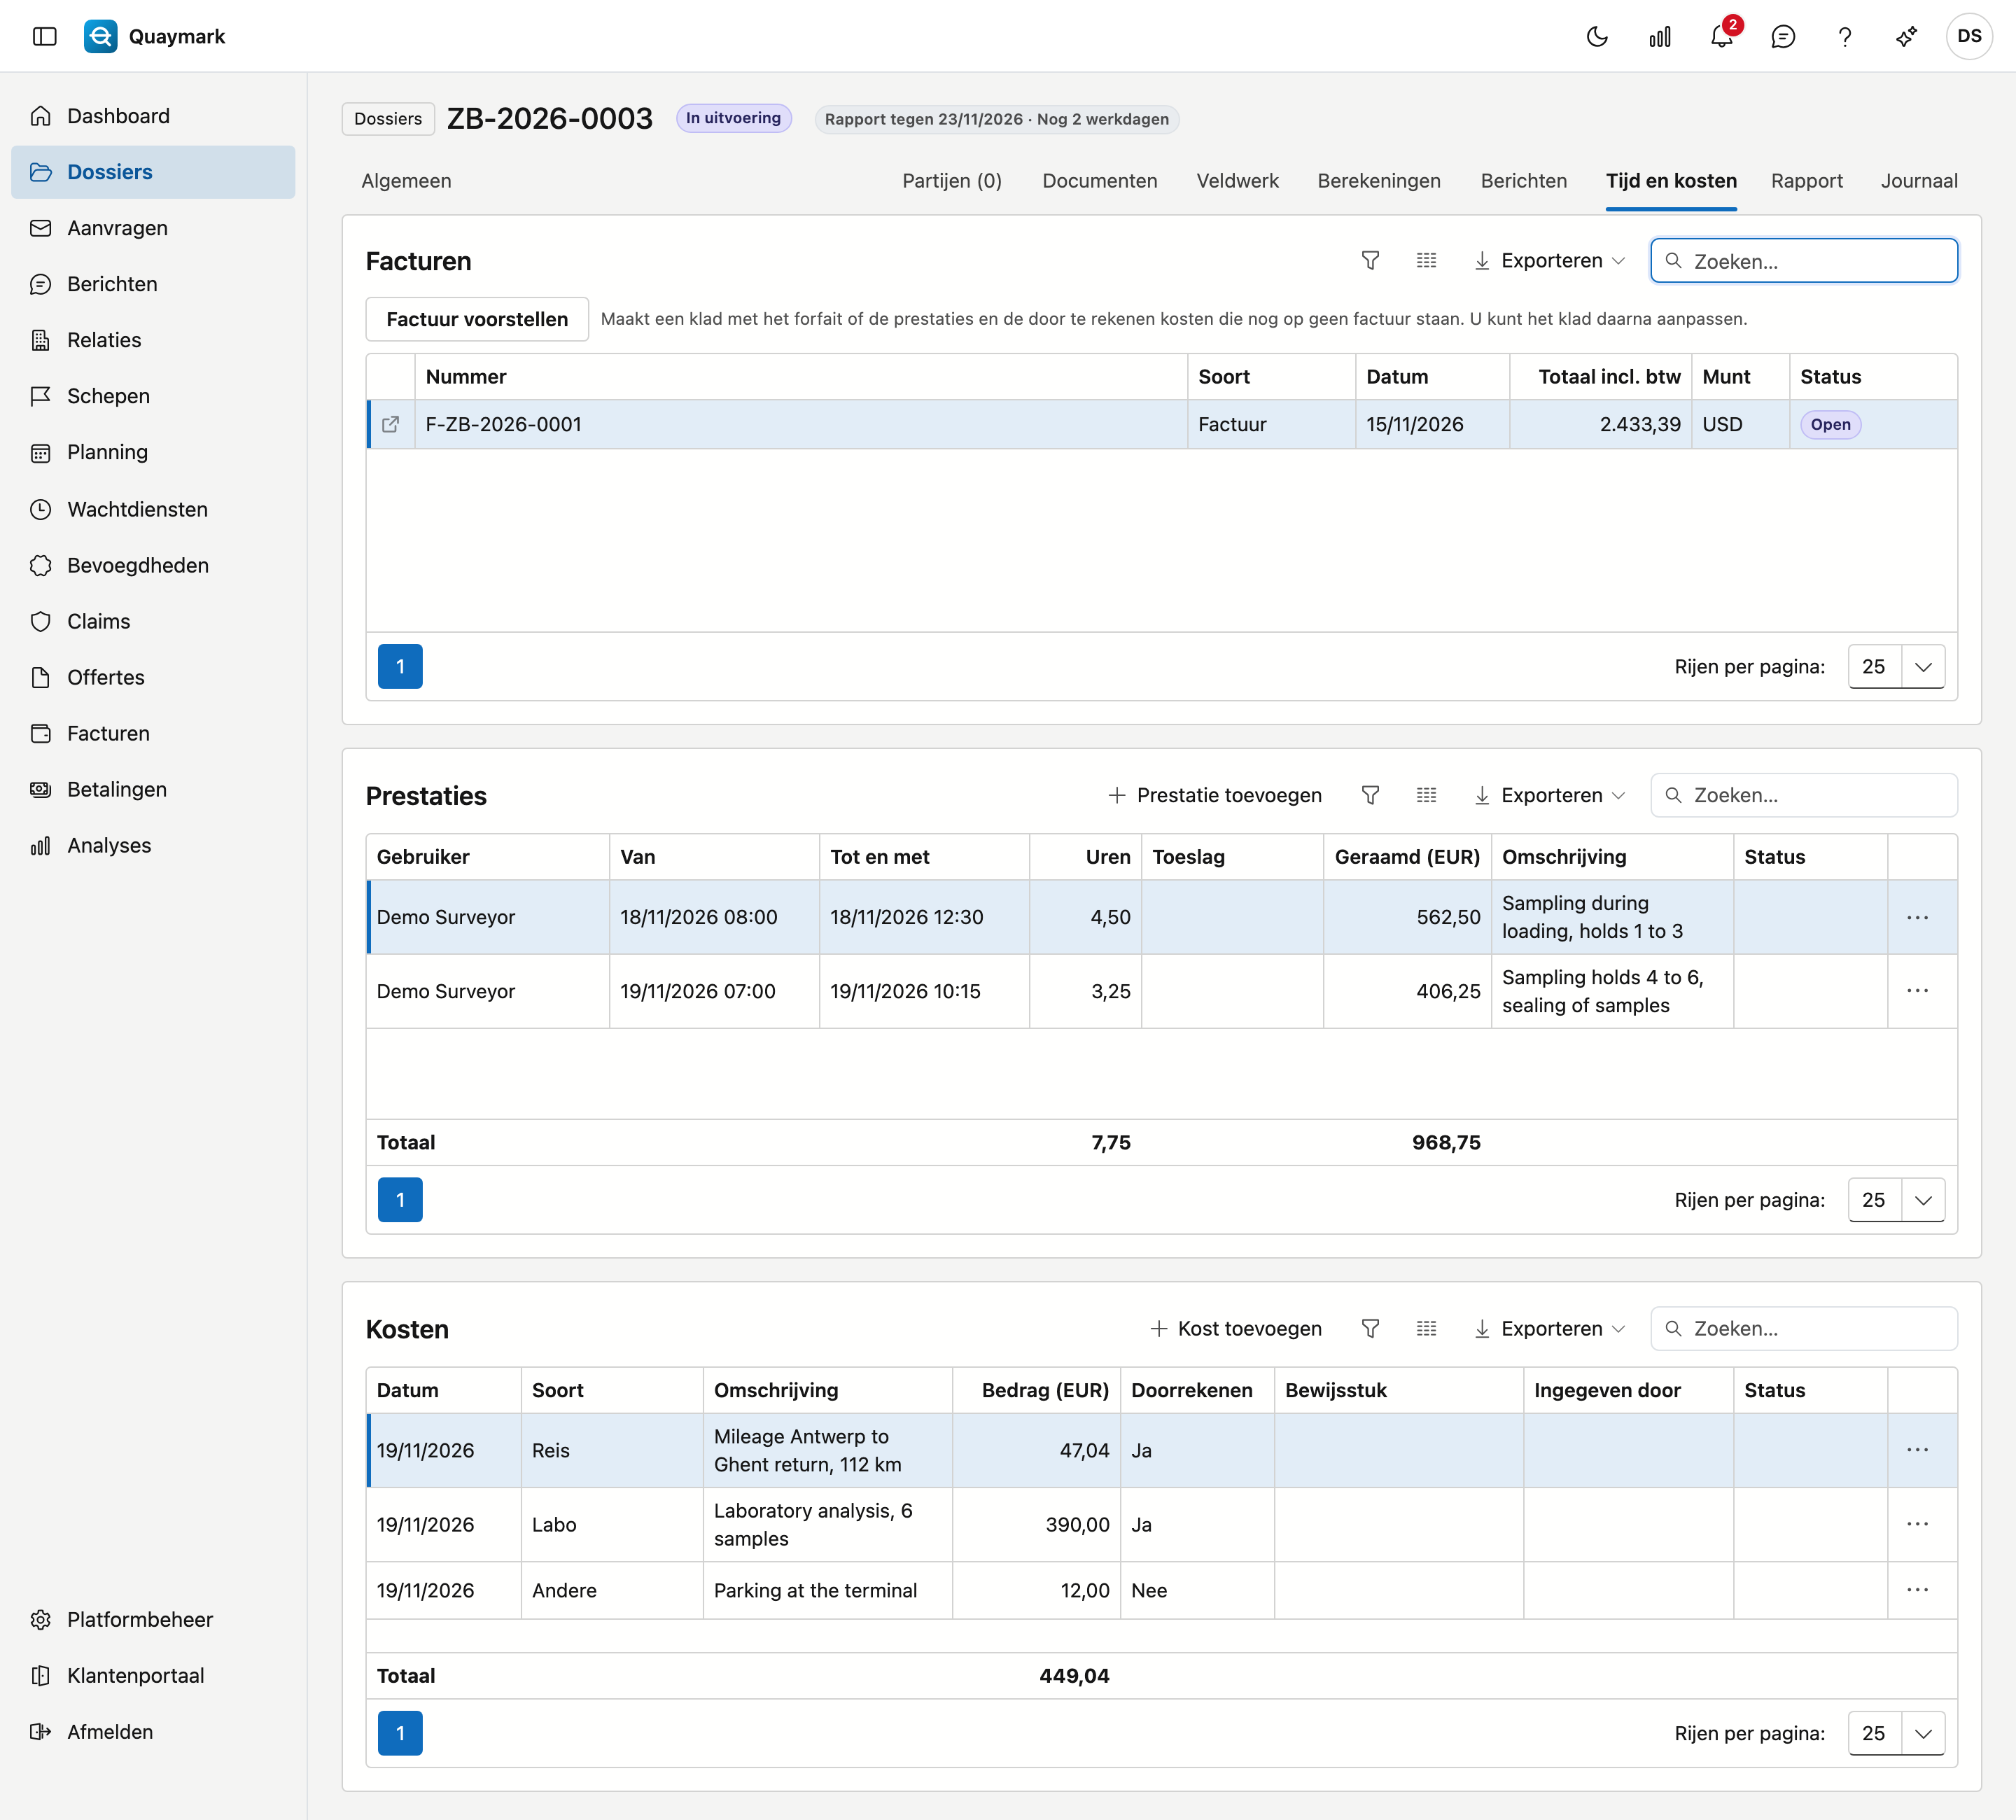 Quaymark
2
DS
Dashboard
Dossiers
Aanvragen
Berichten
Relaties
Schepen
Planning
Wachtdiensten
Bevoegdheden
Claims
Offertes
Facturen
Betalingen
Analyses
Platformbeheer
Klantenportaal
Afmelden
Dossiers ZB-2026-0003 In uitvoering Rapport tegen 23/11/2026 · Nog 2 werkdagen
Algemeen Partijen (0) Documenten Veldwerk Berekeningen Berichten Tijd en kosten Rapport Journaal
Facturen Exporteren Zoeken...
Factuur voorstellen Maakt een klad met het forfait of de prestaties en de door te rekenen kosten die nog op geen factuur staan. U kunt het klad daarna aanpassen.
Nummer Soort Datum Totaal incl. btw Munt Status
F-ZB-2026-0001 Factuur 15/11/2026 2.433,39 USD Open
1 Rijen per pagina: 25
Prestaties Prestatie toevoegen Exporteren Zoeken...
Gebruiker Van Tot en met Uren Toeslag Geraamd (EUR) Omschrijving Status
Demo Surveyor 18/11/2026 08:00 18/11/2026 12:30 4,50 562,50 Sampling during
loading, holds 1 to 3
Demo Surveyor 19/11/2026 07:00 19/11/2026 10:15 3,25 406,25 Sampling holds 4 to 6,
sealing of samples
Totaal 7,75 968,75
1 Rijen per pagina: 25
Kosten Kost toevoegen Exporteren Zoeken...
Datum Soort Omschrijving Bedrag (EUR) Doorrekenen Bewijsstuk Ingegeven door Status
19/11/2026 Reis Mileage Antwerp to
Ghent return, 112 km 47,04 Ja
19/11/2026 Labo Laboratory analysis, 6
samples 390,00 Ja
19/11/2026 Andere Parking at the terminal 12,00 Nee
Totaal 449,04
1 Rijen per pagina: 25